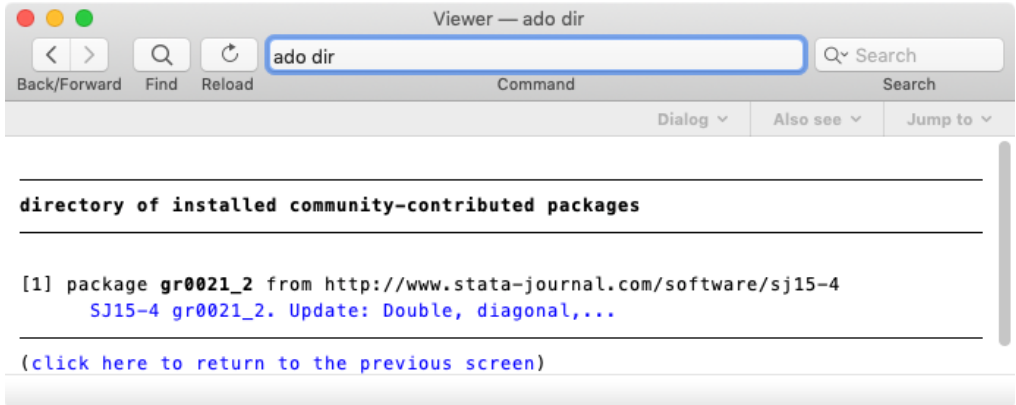 Viewer — ado dir
ado dir
Search
Back/Forward Find Reload Command Search
Dialog Also see Jump to
directory of installed community-contributed packages
[1] package gr0021_2 from http://www.stata-journal.com/software/sj15-4
SJ15-4 gr0021_2. Update: Double, diagonal,...
(click here to return to the previous screen)